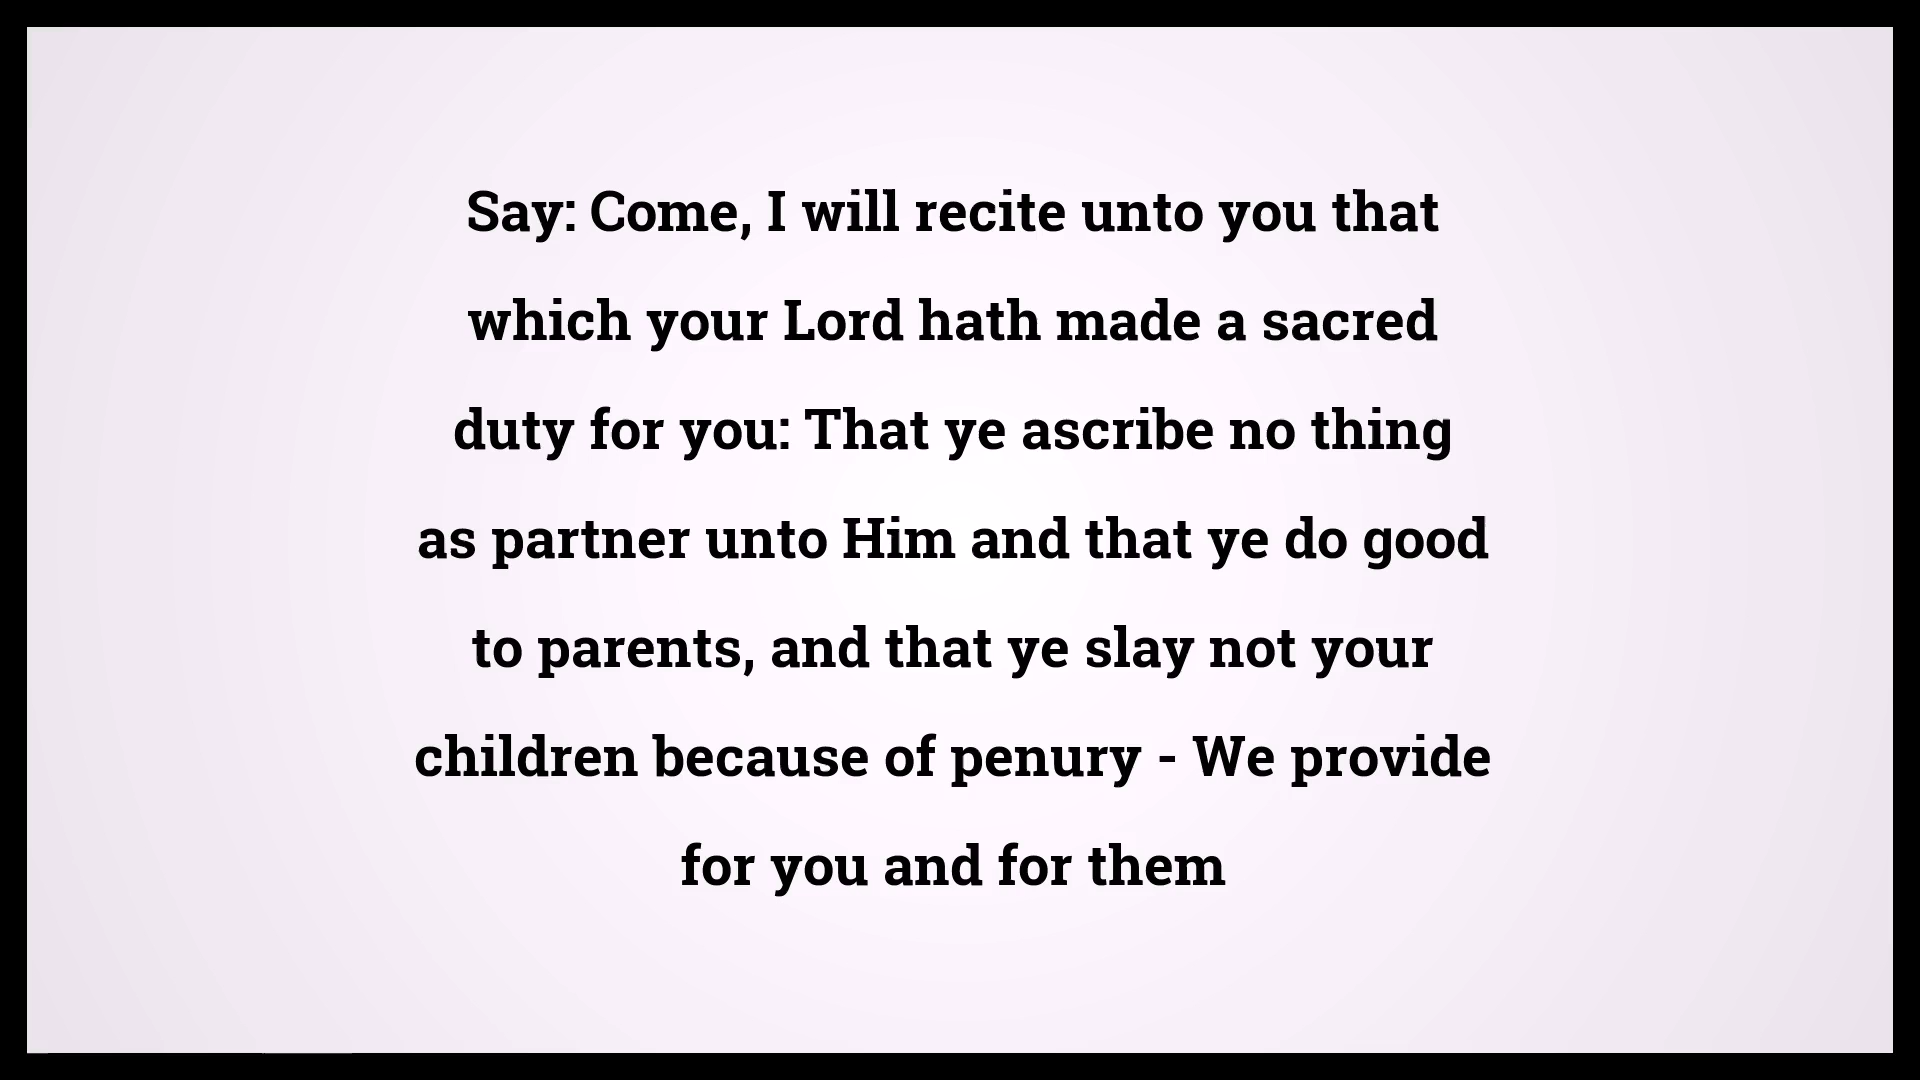 Say: Come, I will recite unto you that
which your Lord hath made a sacred
duty for you: That ye ascribe no thing
as partner unto Him and that ye do good
to parents, and that ye slay not your
children because of penury - We provide
for you and for them